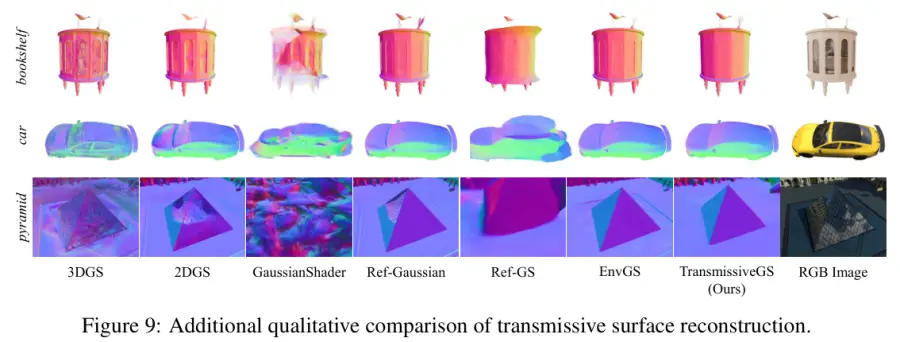 bookshelf
car
pyramid
3DGS 2DGS GaussianShader Ref-Gaussian Ref-GS EnvGS TransmissiveGS RGB Image
(Ours)
Figure 9: Additional qualitative comparison of transmissive surface reconstruction.